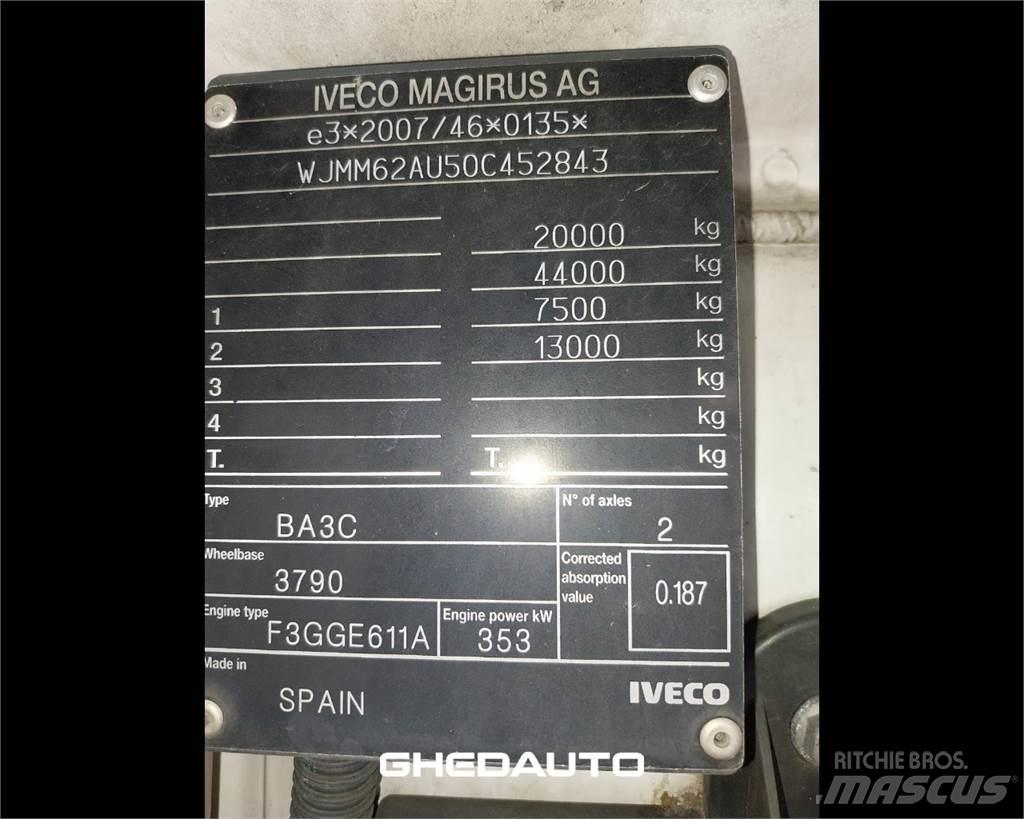 IVECO MAGIRUS AG
e3*2007/46*0135*
WJMM62AU50C452843
20000 kg
44000 kg
1 7500 kg
2 13000 kg
3 kg
4 kg
T. T. kg
Type N° of axles
BA3C 2
Wheelbase Corrected absorption value
3790 0.187
Engine type Engine power kW
F3GGE611A 353
Made in
SPAIN IVECO
GHEDAUTO
RITCHIE BROS.
MASCUS